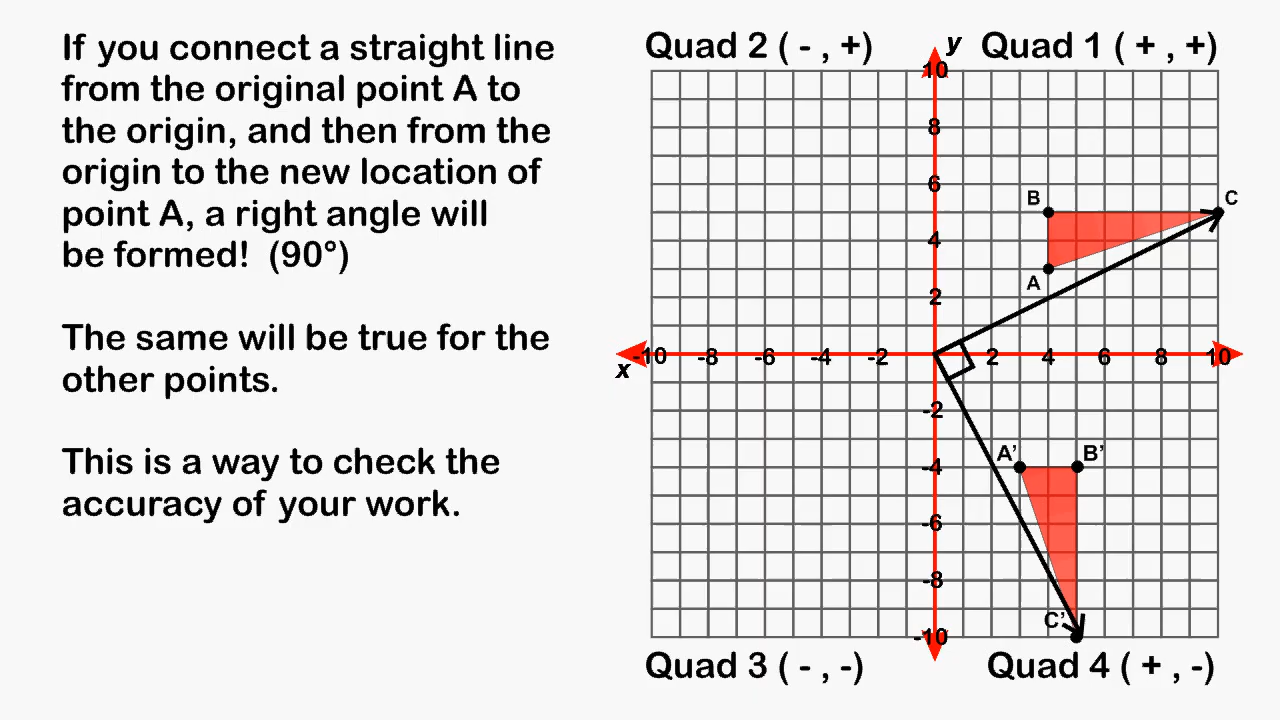 If you connect a straight line
from the original point A to
the origin, and then from the
origin to the new location of
point A, a right angle will
be formed! (90°)
The same will be true for the
other points.
This is a way to check the
accuracy of your work.
Quad 2 ( - , +)
y
Quad 1 ( + , +)
10
8
6
4
2
B
C
A
-10 -8 -6 -4 -2 2 4 6 8 10
x
-2
-4
-6
-8
-10
A’
B’
C’
Quad 3 ( - , -)
Quad 4 ( + , -)